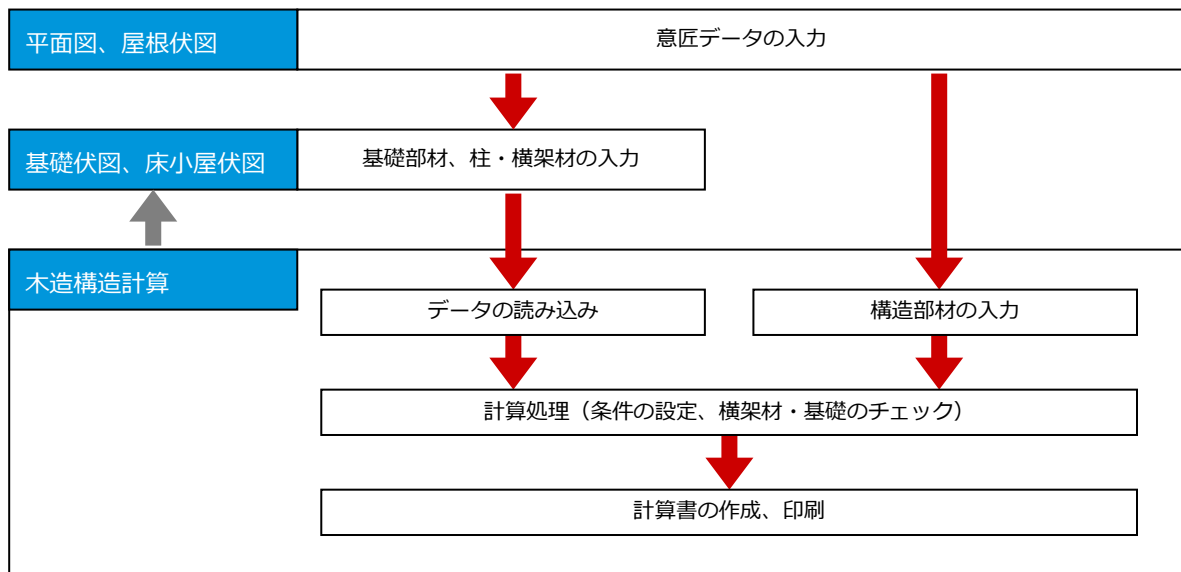 平面図、屋根伏図
意匠データの入力
基礎伏図、床小屋伏図
基礎部材、柱・横架材の入力
木造構造計算
データの読み込み
構造部材の入力
計算処理（条件の設定、横架材・基礎のチェック）
計算書の作成、印刷